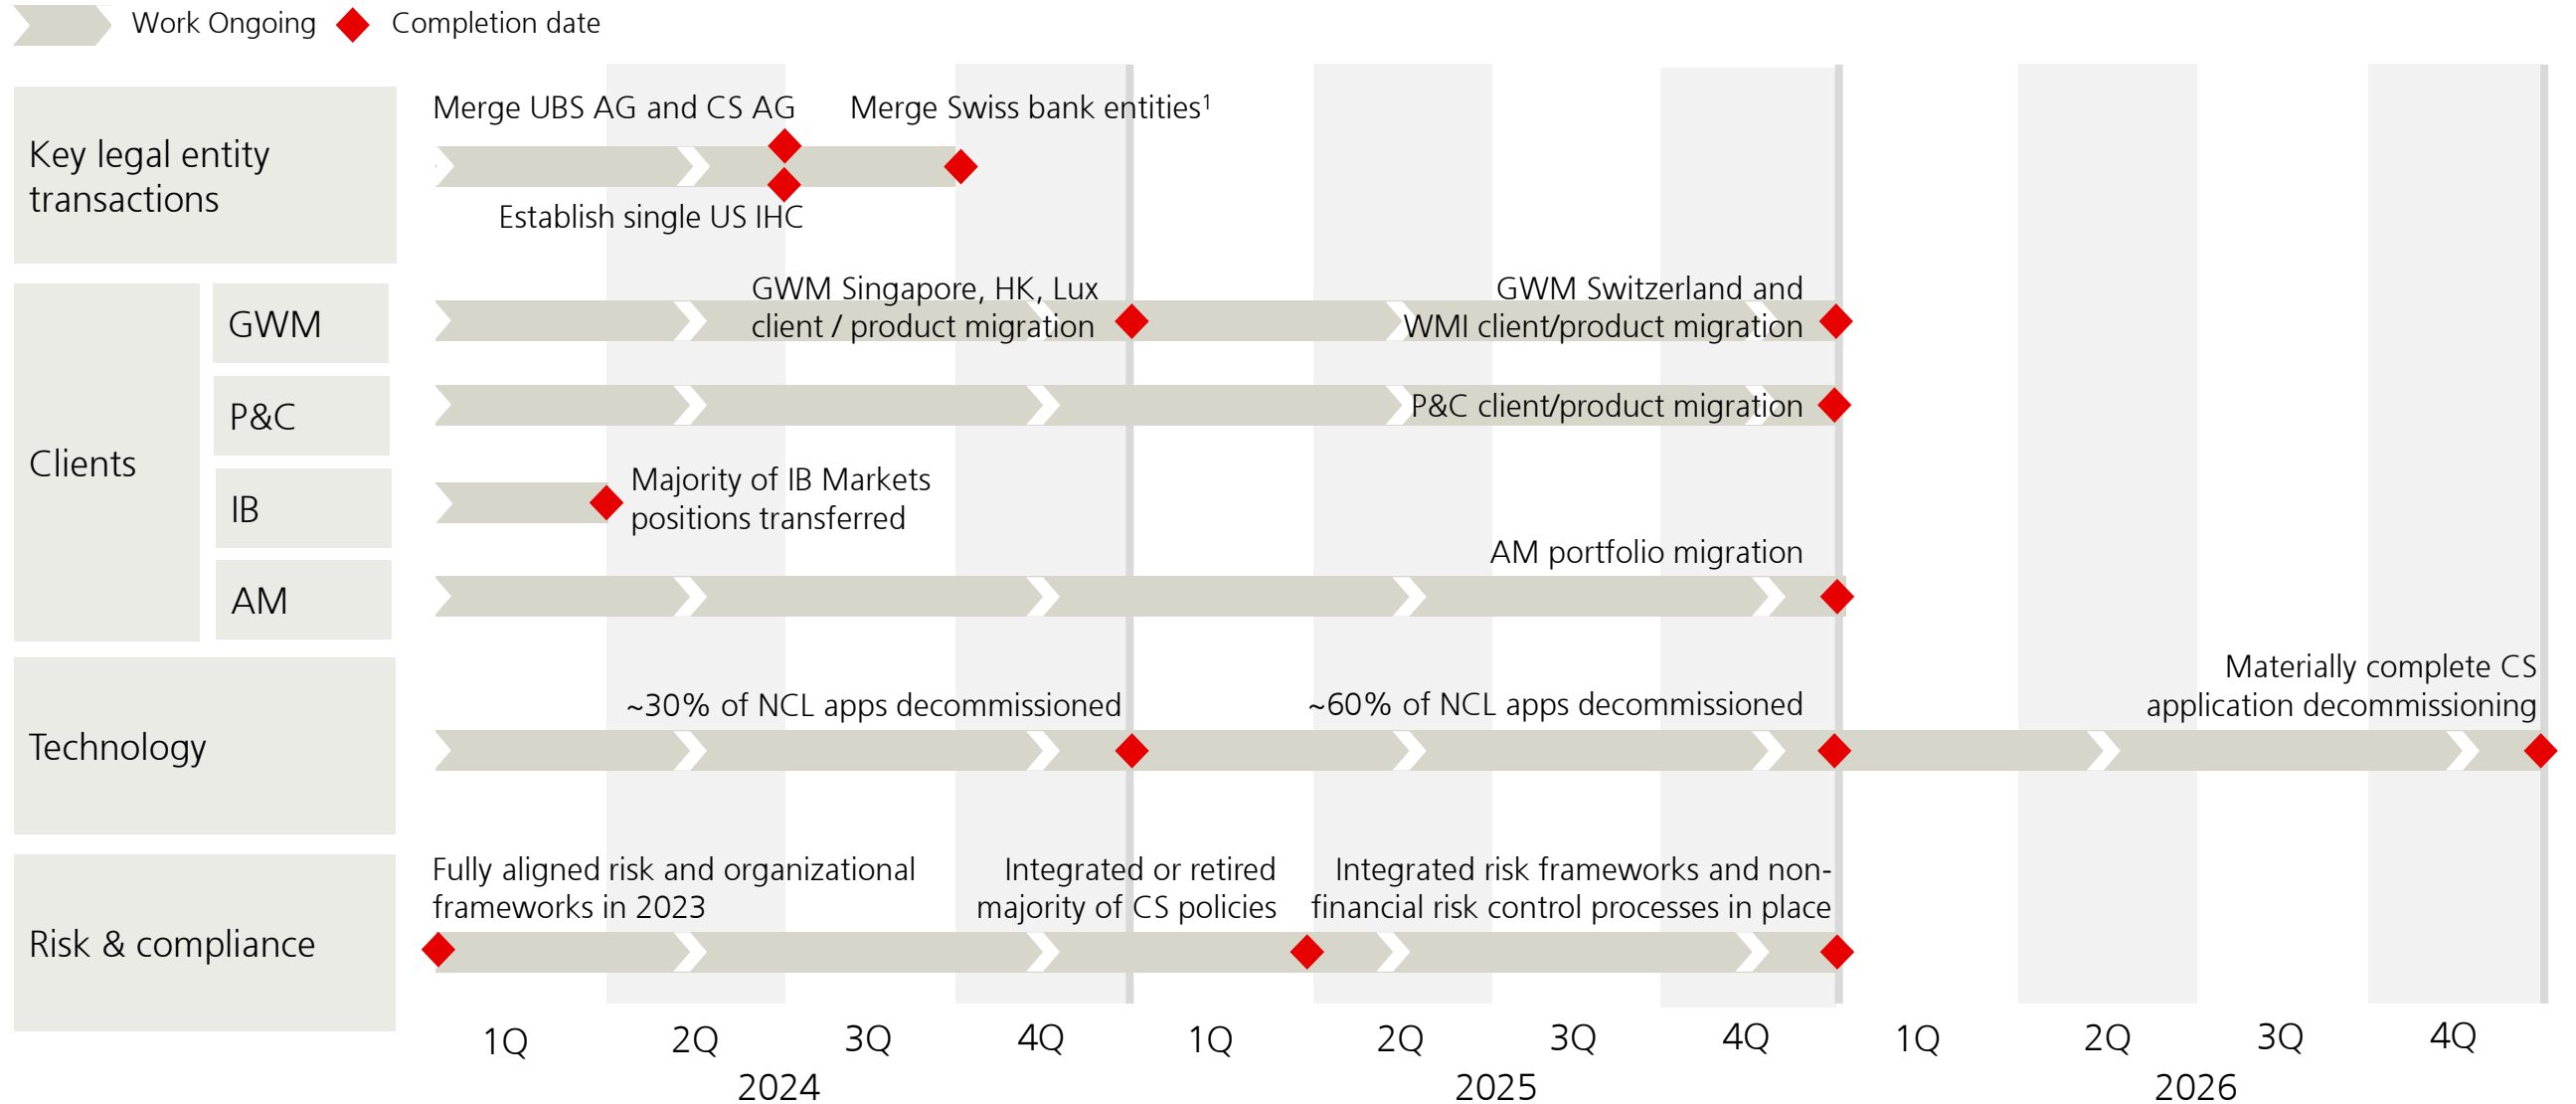 Work Ongoing
Completion date
Key legal entity
transactions
Merge UBS AG and CS AG
Merge Swiss bank entities¹
Establish single US IHC
Clients
GWM
GWM Singapore, HK, Lux
client / product migration
GWM Switzerland and
WMI client/product migration
P&C
P&C client/product migration
IB
Majority of IB Markets
positions transferred
AM
AM portfolio migration
Technology
~30% of NCL apps decommissioned
~60% of NCL apps decommissioned
Materially complete CS
application decommissioning
Risk & compliance
Fully aligned risk and organizational
frameworks in 2023
Integrated or retired
majority of CS policies
Integrated risk frameworks and non-
financial risk control processes in place
1Q 2Q 3Q 4Q 1Q 2Q 3Q 4Q 1Q 2Q 3Q 4Q
2024 2025 2026